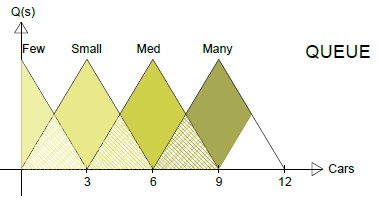 Q(s)
Few Small Med Many
QUEUE
Cars
3 6 9 12